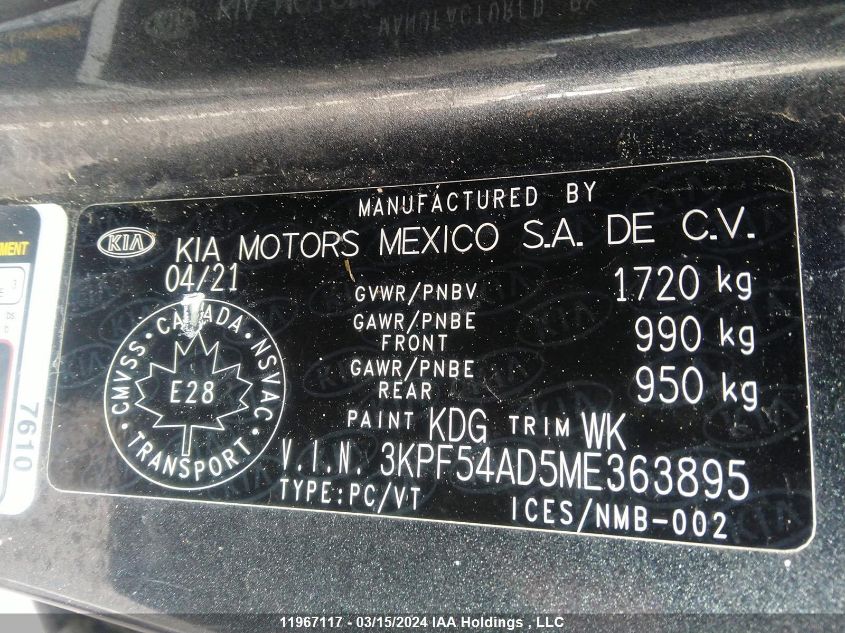 MANUFACTURED BY
KIA KIA MOTORS MEXICO S.A. DE C.V.
04/21
GVWR/PNBV 1720 kg
GAWR/PNBE FRONT 990 kg
GAWR/PNBE REAR 950 kg
CMVSS · CANADA · NSVAC · TRANSPORT ·
E28
PAINT KDG TRIM WK
V.I.N. 3KPF54AD5ME363895
TYPE:PC/VT ICES/NMB-002
MENT
7610
11967117 - 03/15/2024 IAA Holdings , LLC